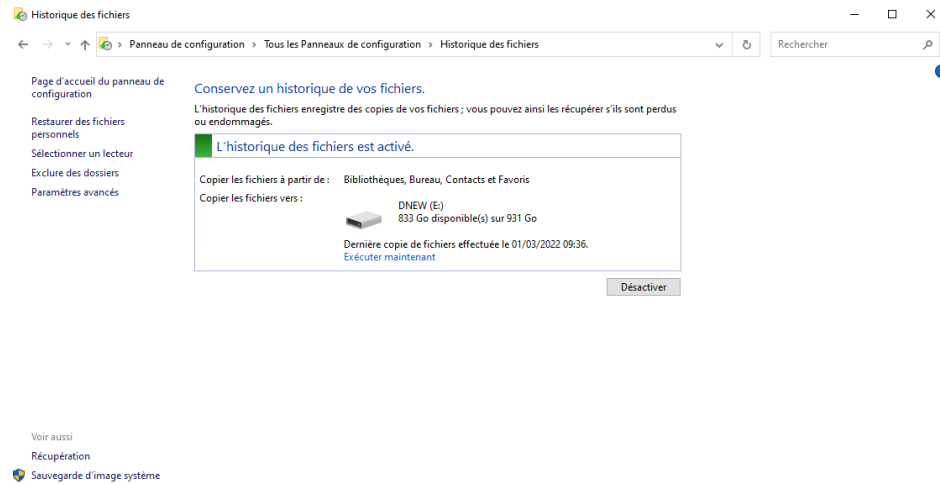 Historique des fichiers
Panneau de configuration > Tous les Panneaux de configuration > Historique des fichiers
Rechercher
Page d'accueil du panneau de
configuration
Restaurer des fichiers
personnels
Sélectionner un lecteur
Exclure des dossiers
Paramètres avancés
Conservez un historique de vos fichiers.
L'historique des fichiers enregistre des copies de vos fichiers ; vous pouvez ainsi les récupérer s'ils sont perdus
ou endommagés.
L'historique des fichiers est activé.
Copier les fichiers à partir de : Bibliothèques, Bureau, Contacts et Favoris
Copier les fichiers vers :
DNEW (E:)
833 Go disponible(s) sur 931 Go
Dernière copie de fichiers effectuée le 01/03/2022 09:36.
Exécuter maintenant
Désactiver
Voir aussi
Récupération
Sauvegarde d'image système